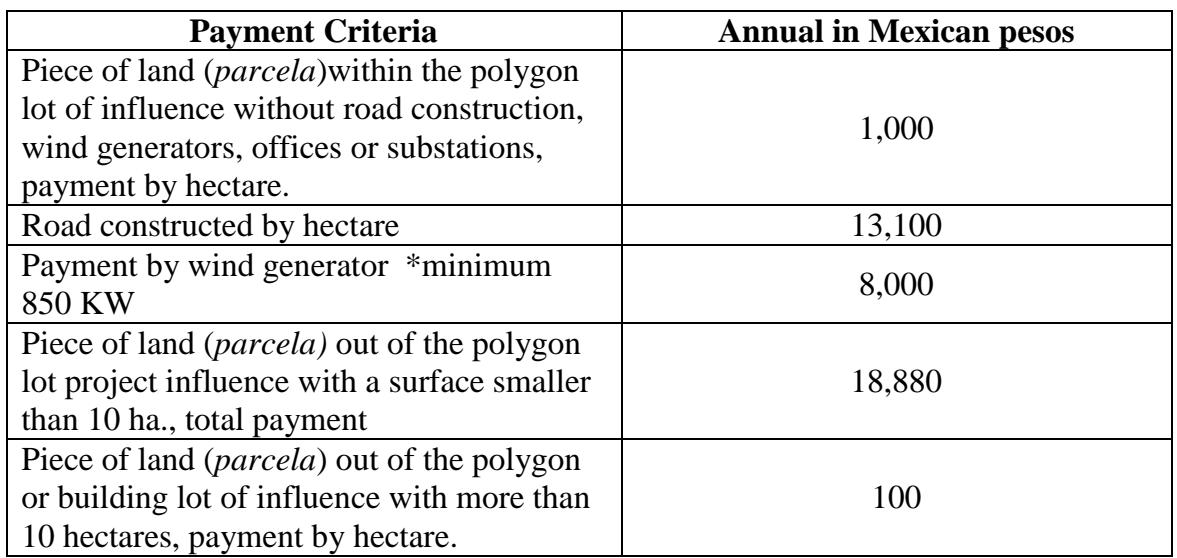 Payment Criteria
Annual in Mexican pesos
Piece of land (parcela)within the polygon
lot of influence without road construction,
wind generators, offices or substations,
payment by hectare.
1,000
Road constructed by hectare
13,100
Payment by wind generator *minimum
850 KW
8,000
Piece of land (parcela) out of the polygon
lot project influence with a surface smaller
than 10 ha., total payment
18,880
Piece of land (parcela) out of the polygon
or building lot of influence with more than
10 hectares, payment by hectare.
100